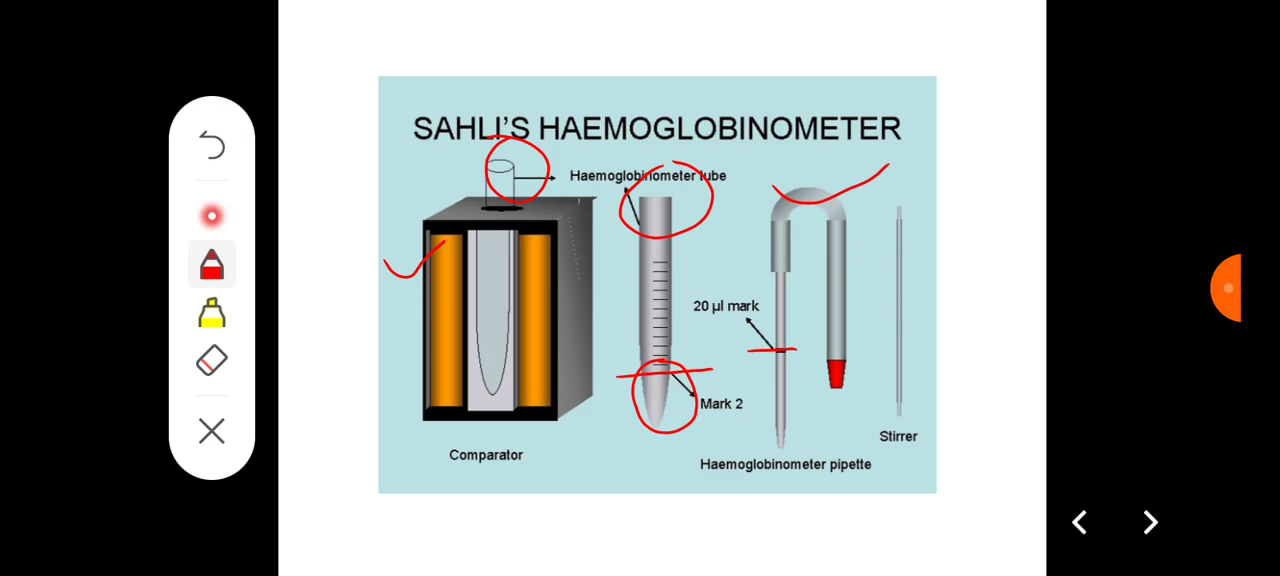 SAHLI'S HAEMOGLOBINOMETER
Haemoglobinometer tube
20 µl mark
Mark 2
Stirrer
Comparator
Haemoglobinometer pipette